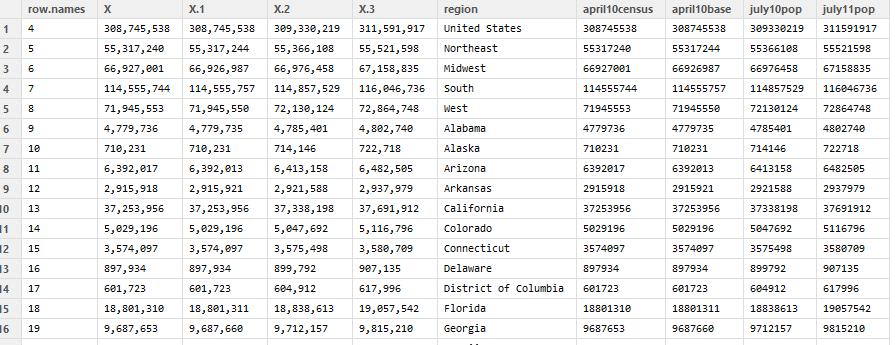 row.names X X.1 X.2 X.3 region april10census april10base july10pop july11pop
1 4 308,745,538 308,745,538 309,330,219 311,591,917 United States 308745538 308745538 309330219 311591917
2 5 55,317,240 55,317,244 55,366,108 55,521,598 Northeast 55317240 55317244 55366108 55521598
3 6 66,927,001 66,926,987 66,976,458 67,158,835 Midwest 66927001 66926987 66976458 67158835
4 7 114,555,744 114,555,757 114,857,529 116,046,736 South 114555744 114555757 114857529 116046736
5 8 71,945,553 71,945,550 72,130,124 72,864,748 West 71945553 71945550 72130124 72864748
6 9 4,779,736 4,779,735 4,785,401 4,802,740 Alabama 4779736 4779735 4785401 4802740
7 10 710,231 710,231 714,146 722,718 Alaska 710231 710231 714146 722718
8 11 6,392,017 6,392,013 6,413,158 6,482,505 Arizona 6392017 6392013 6413158 6482505
9 12 2,915,918 2,915,921 2,921,588 2,937,979 Arkansas 2915918 2915921 2921588 2937979
10 13 37,253,956 37,253,956 37,338,198 37,691,912 California 37253956 37253956 37338198 37691912
11 14 5,029,196 5,029,196 5,047,692 5,116,796 Colorado 5029196 5029196 5047692 5116796
12 15 3,574,097 3,574,097 3,575,498 3,580,709 Connecticut 3574097 3574097 3575498 3580709
13 16 897,934 897,934 899,792 907,135 Delaware 897934 897934 899792 907135
14 17 601,723 601,723 604,912 617,996 District of Columbia 601723 601723 604912 617996
15 18 18,801,310 18,801,311 18,838,613 19,057,542 Florida 18801310 18801311 18838613 19057542
16 19 9,687,653 9,687,660 9,712,157 9,815,210 Georgia 9687653 9687660 9712157 9815210